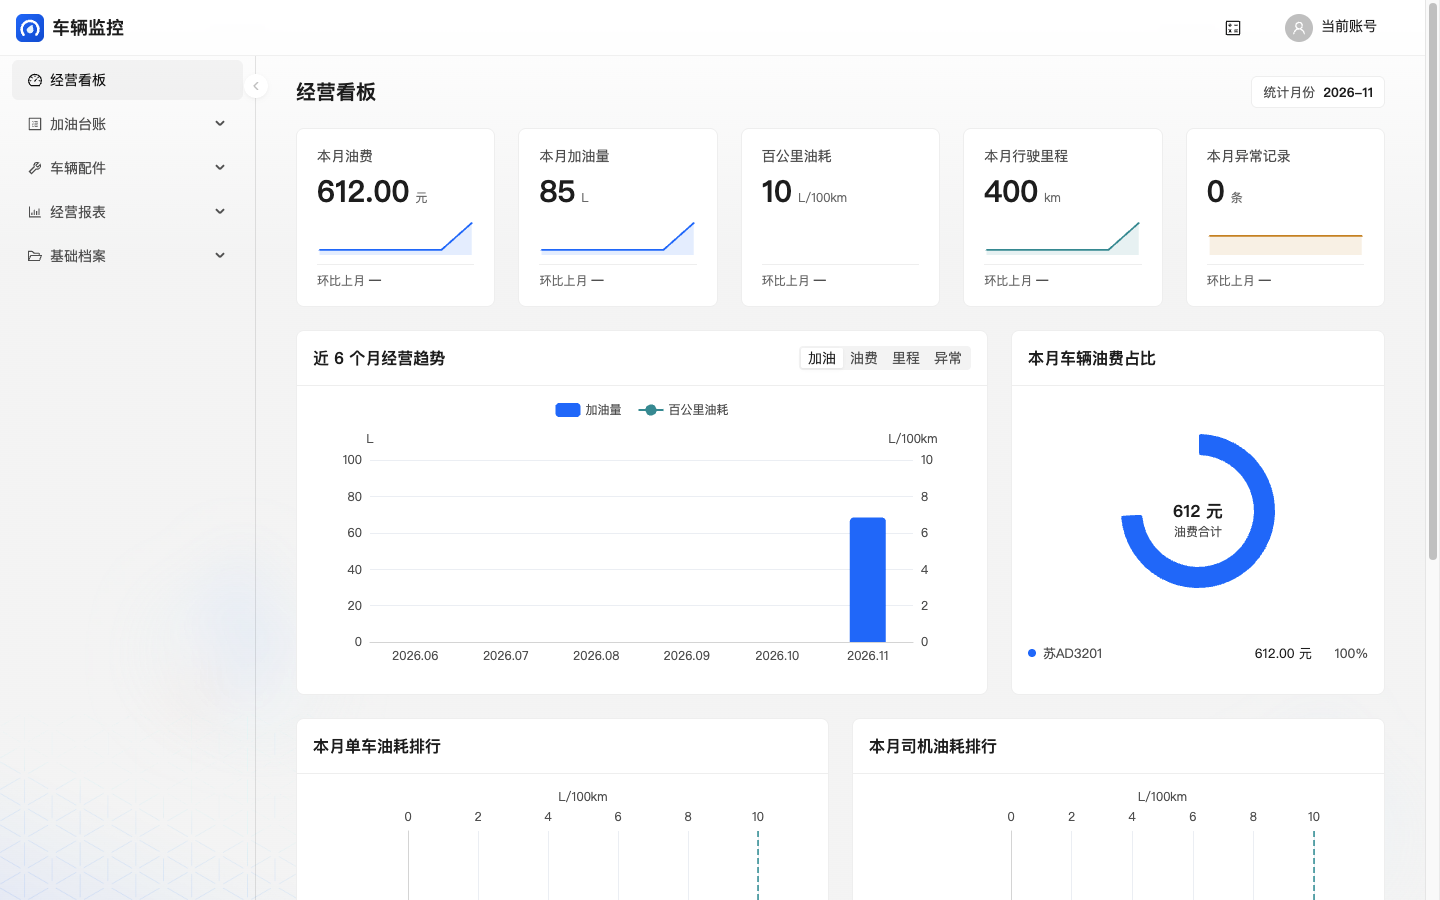 车辆监控
当前账号
经营看板
加油台账
车辆配件
经营报表
基础档案
经营看板
统计月份 2026-11
本月油费
612.00 元
环比上月 —
本月加油量
85 L
环比上月 —
百公里油耗
10 L/100km
环比上月 —
本月行驶里程
400 km
环比上月 —
本月异常记录
0 条
环比上月 —
近 6 个月经营趋势
加油 油费 里程 异常
加油量 百公里油耗
L L/100km
100 10
80 8
60 6
40 4
20 2
0 0
2026.06 2026.07 2026.08 2026.09 2026.10 2026.11
本月车辆油费占比
612 元
油费合计
苏AD3201 612.00 元 100%
本月单车油耗排行
L/100km
0 2 4 6 8 10
本月司机油耗排行
L/100km
0 2 4 6 8 10